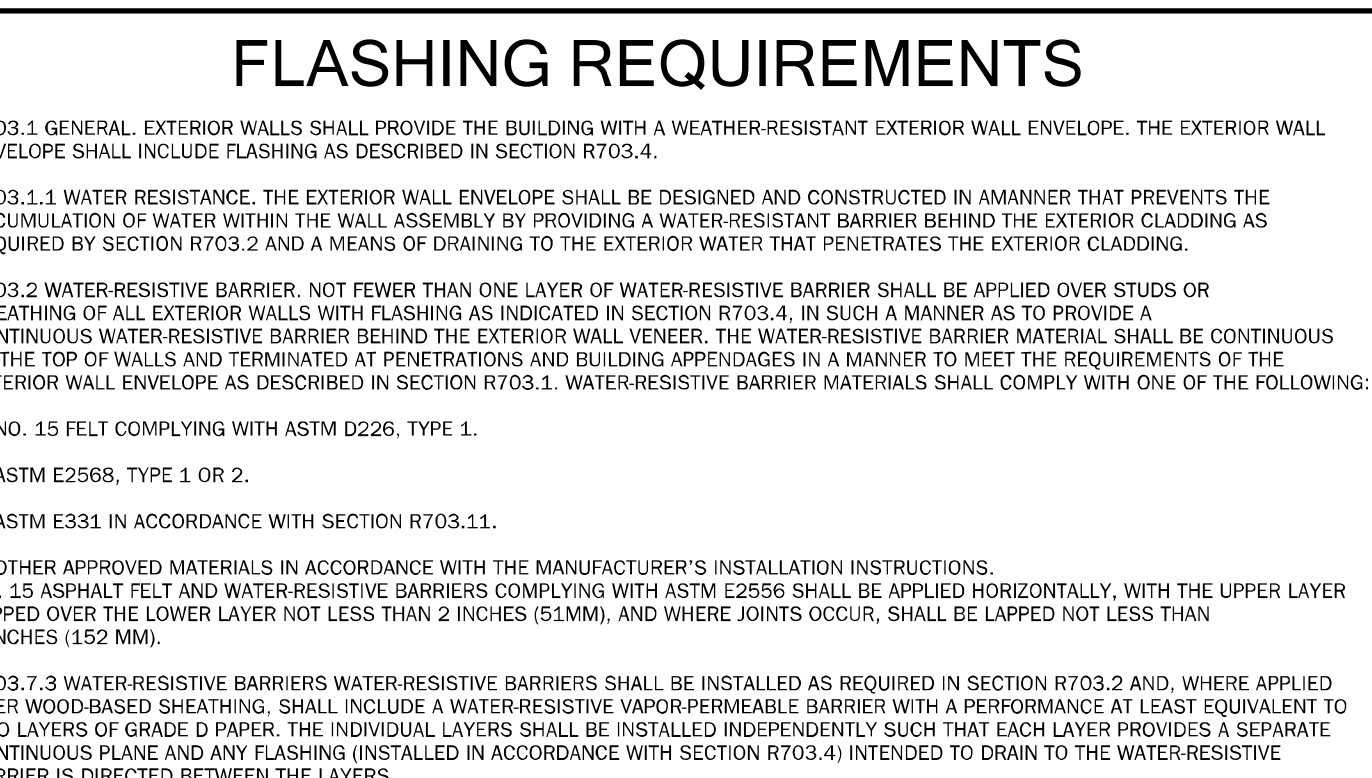 FLASHING REQUIREMENTS
03.1 GENERAL. EXTERIOR WALLS SHALL PROVIDE THE BUILDING WITH A WEATHER-RESISTANT EXTERIOR WALL ENVELOPE. THE EXTERIOR WALL
VELOPE SHALL INCLUDE FLASHING AS DESCRIBED IN SECTION R703.4.
03.1.1 WATER RESISTANCE. THE EXTERIOR WALL ENVELOPE SHALL BE DESIGNED AND CONSTRUCTED IN AMANNER THAT PREVENTS THE
CUMULATION OF WATER WITHIN THE WALL ASSEMBLY BY PROVIDING A WATER-RESISTANT BARRIER BEHIND THE EXTERIOR CLADDING AS
QUIRED BY SECTION R703.2 AND A MEANS OF DRAINING TO THE EXTERIOR WATER THAT PENETRATES THE EXTERIOR CLADDING.
03.2 WATER-RESISTIVE BARRIER. NOT FEWER THAN ONE LAYER OF WATER-RESISTIVE BARRIER SHALL BE APPLIED OVER STUDS OR
EATHING OF ALL EXTERIOR WALLS WITH FLASHING AS INDICATED IN SECTION R703.4, IN SUCH A MANNER AS TO PROVIDE A
NTINUOUS WATER-RESISTIVE BARRIER BEHIND THE EXTERIOR WALL VENEER. THE WATER-RESISTIVE BARRIER MATERIAL SHALL BE CONTINUOUS
THE TOP OF WALLS AND TERMINATED AT PENETRATIONS AND BUILDING APPENDAGES IN A MANNER TO MEET THE REQUIREMENTS OF THE
TERIOR WALL ENVELOPE AS DESCRIBED IN SECTION R703.1. WATER-RESISTIVE BARRIER MATERIALS SHALL COMPLY WITH ONE OF THE FOLLOWING:
NO. 15 FELT COMPLYING WITH ASTM D226, TYPE 1.
ASTM E2568, TYPE 1 OR 2.
ASTM E331 IN ACCORDANCE WITH SECTION R703.11.
OTHER APPROVED MATERIALS IN ACCORDANCE WITH THE MANUFACTURER'S INSTALLATION INSTRUCTIONS.
. 15 ASPHALT FELT AND WATER-RESISTIVE BARRIERS COMPLYING WITH ASTM E2556 SHALL BE APPLIED HORIZONTALLY, WITH THE UPPER LAYER
PPED OVER THE LOWER LAYER NOT LESS THAN 2 INCHES (51MM), AND WHERE JOINTS OCCUR, SHALL BE LAPPED NOT LESS THAN
NCHES (152 MM).
03.7.3 WATER-RESISTIVE BARRIERS WATER-RESISTIVE BARRIERS SHALL BE INSTALLED AS REQUIRED IN SECTION R703.2 AND, WHERE APPLIED
ER WOOD-BASED SHEATHING, SHALL INCLUDE A WATER-RESISTIVE VAPOR-PERMEABLE BARRIER WITH A PERFORMANCE AT LEAST EQUIVALENT TO
O LAYERS OF GRADE D PAPER. THE INDIVIDUAL LAYERS SHALL BE INSTALLED INDEPENDENTLY SUCH THAT EACH LAYER PROVIDES A SEPARATE
NTINUOUS PLANE AND ANY FLASHING (INSTALLED IN ACCORDANCE WITH SECTION R703.4) INTENDED TO DRAIN TO THE WATER-RESISTIVE
RRIER IS DIRECTED BETWEEN THE LAYERS.